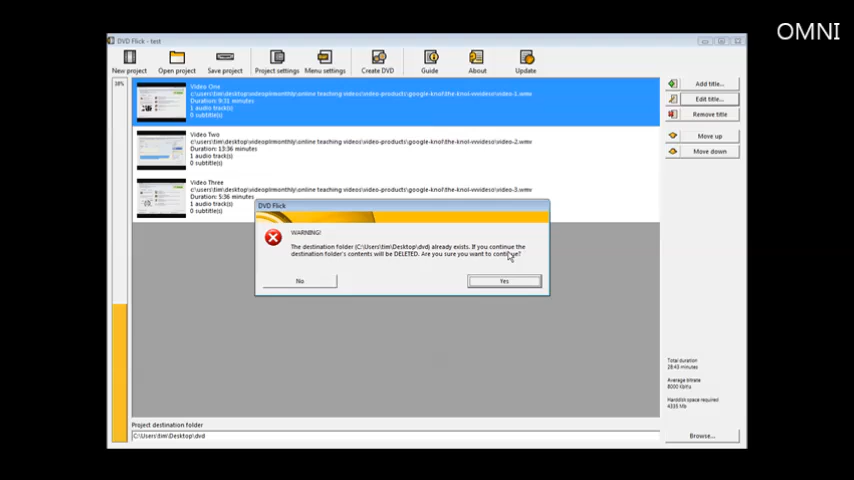 OMNI
DVD Flick - test
New project
Open project
Save project
Project settings
Menu settings
Create DVD
Guide
About
Update
38%
Video One
Duration: 9:31 minutes
1 audio track(s)
0 subtitle(s)
Video Two
Duration: 13:36 minutes
1 audio track(s)
0 subtitle(s)
Video Three
Duration: 5:36 minutes
1 audio track(s)
0 subtitle(s)
Add title...
Edit title...
Remove title
Move up
Move down
DVD Flick
WARNING!
The destination folder (C:\Users\tim\Desktop\dvd) already exists. If you continue the
destination folder's contents will be DELETED. Are you sure you want to continue?
No
Yes
Total duration
28:43 minutes
Average bitrate
8000 Kbit/s
Harddisk space required
4335 Mb
Project destination folder
C:\Users\tim\Desktop\dvd
Browse...